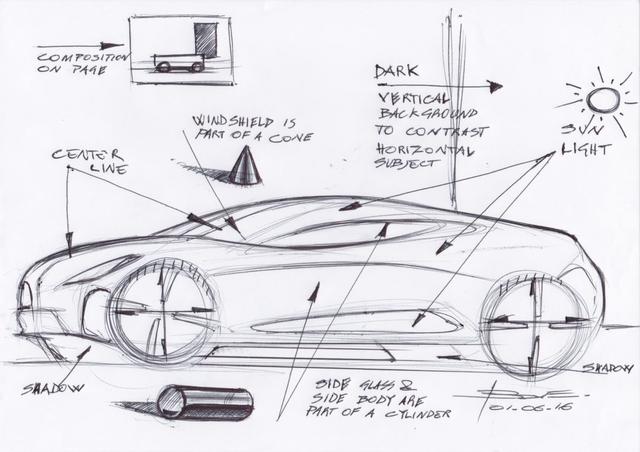 COMPOSITION
ON PAGE
DARK
VERTICAL
BACKGROUND
TO CONTRAST
HORIZONTAL
SUBJECT
SUN
LIGHT
WINDSHIELD IS
PART OF A CONE
CENTER
LINE
SHADOW
SHADOW
SIDE GLASS &
SIDE BODY ARE
PART OF A CYLINDER
01-06-16